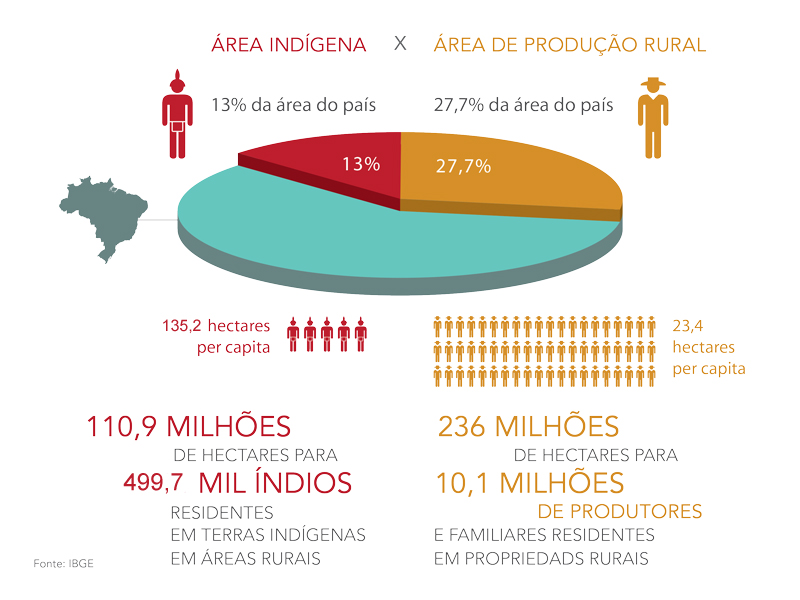 ÁREA INDÍGENA X ÁREA DE PRODUÇÃO RURAL
13% da área do país
27,7% da área do país
13%
27,7%
135,2 hectares
per capita
23,4
hectares
per capita
110,9 MILHÕES
DE HECTARES PARA
499,7 MIL ÍNDIOS
RESIDENTES
EM TERRAS INDÍGENAS
EM ÁREAS RURAIS
236 MILHÕES
DE HECTARES PARA
10,1 MILHÕES
DE PRODUTORES
E FAMILIARES RESIDENTES
EM PROPRIEDADS RURAIS
Fonte: IBGE